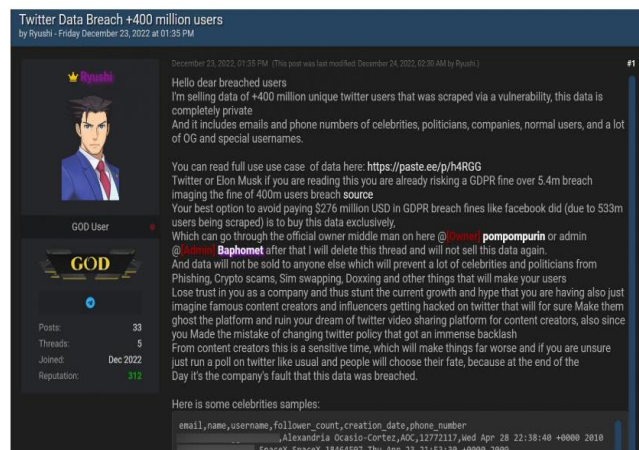 Twitter Data Breach +400 million users
by Ryushi - Friday December 23, 2022 at 01:35 PM
December 23, 2022, 01:35 PM (This post was last modified: December 24, 2022, 02:30 AM by Ryushi.)
#1
Ryushi
GOD User
GOD
Posts: 33
Threads: 5
Joined: Dec 2022
Reputation: 312
Hello dear breached users
I'm selling data of +400 million unique twitter users that was scraped via a vulnerability, this data is
completely private
And it includes emails and phone numbers of celebrities, politicians, companies, normal users, and a lot
of OG and special usernames.
You can read full use use case of data here: https://paste.ee/p/h4RGG
Twitter or Elon Musk if you are reading this you are already risking a GDPR fine over 5.4m breach
imaging the fine of 400m users breach source
Your best option to avoid paying $276 million USD in GDPR breach fines like facebook did (due to 533m
users being scraped) is to buy this data exclusively,
Which can go through the official owner middle man on here @[Owner] pompompurin or admin
@[Admin] Baphomet after that I will delete this thread and will not sell this data again.
And data will not be sold to anyone else which will prevent a lot of celebrities and politicians from
Phishing, Crypto scams, Sim swapping, Doxxing and other things that will make your users
Lose trust in you as a company and thus stunt the current growth and hype that you are having also just
imagine famous content creators and influencers getting hacked on twitter that will for sure Make them
ghost the platform and ruin your dream of twitter video sharing platform for content creators, also since
you Made the mistake of changing twitter policy that got an immense backlash
From content creators this is a sensitive time, which will make things far worse and if you are unsure
just run a poll on twitter like usual and people will choose their fate, because at the end of the
Day it's the company's fault that this data was breached.
Here is some celebrities samples:
email,name,username,follower_count,creation_date,phone_number
,Alexandria Ocasio-Cortez,AOC,12772117,Wed Apr 28 22:38:40 +0000 2010